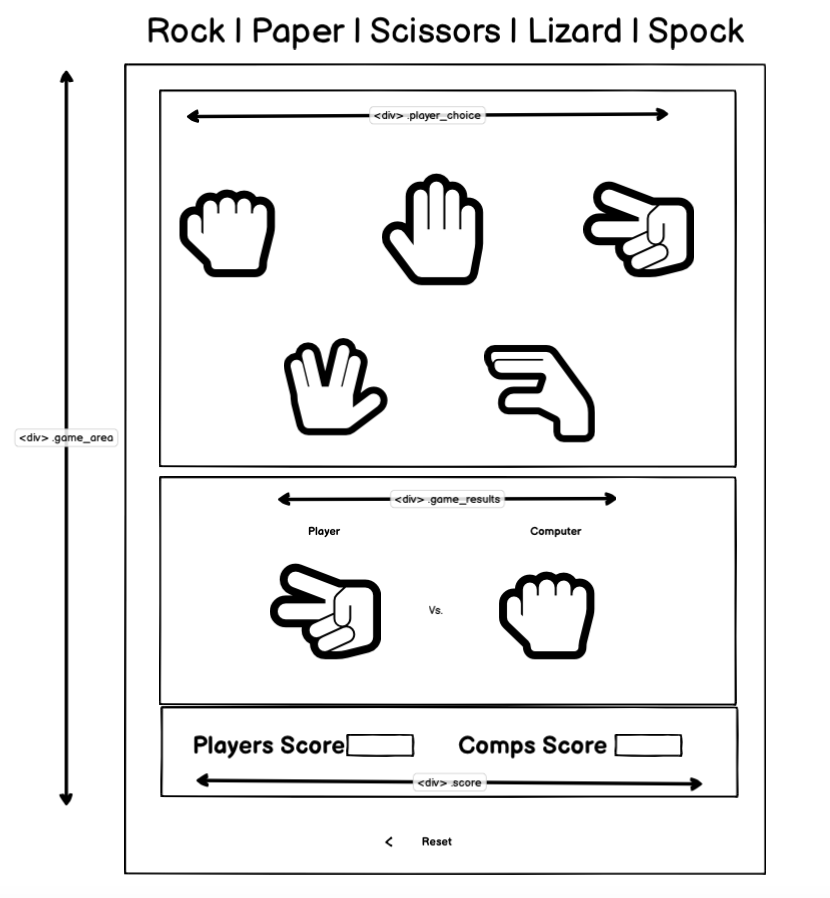 Rock | Paper | Scissors | Lizard | Spock
<div> .player_choice
<div> .game_area
<div> .game_results
Player
Computer
Vs.
Players Score
Comps Score
<div> .score
< Reset